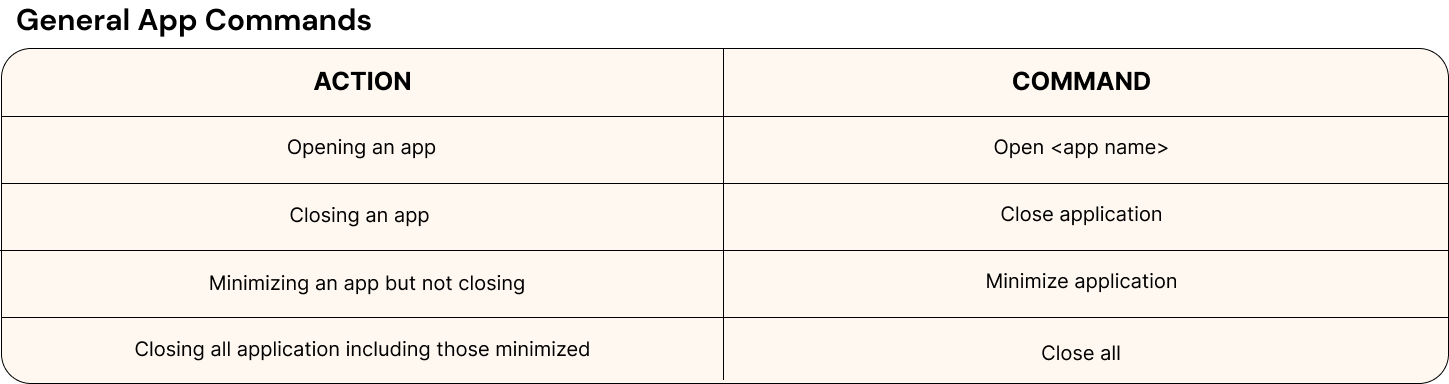 General App Commands
ACTION COMMAND
Opening an app Open <app name>
Closing an app Close application
Minimizing an app but not closing Minimize application
Closing all application including those minimized Close all